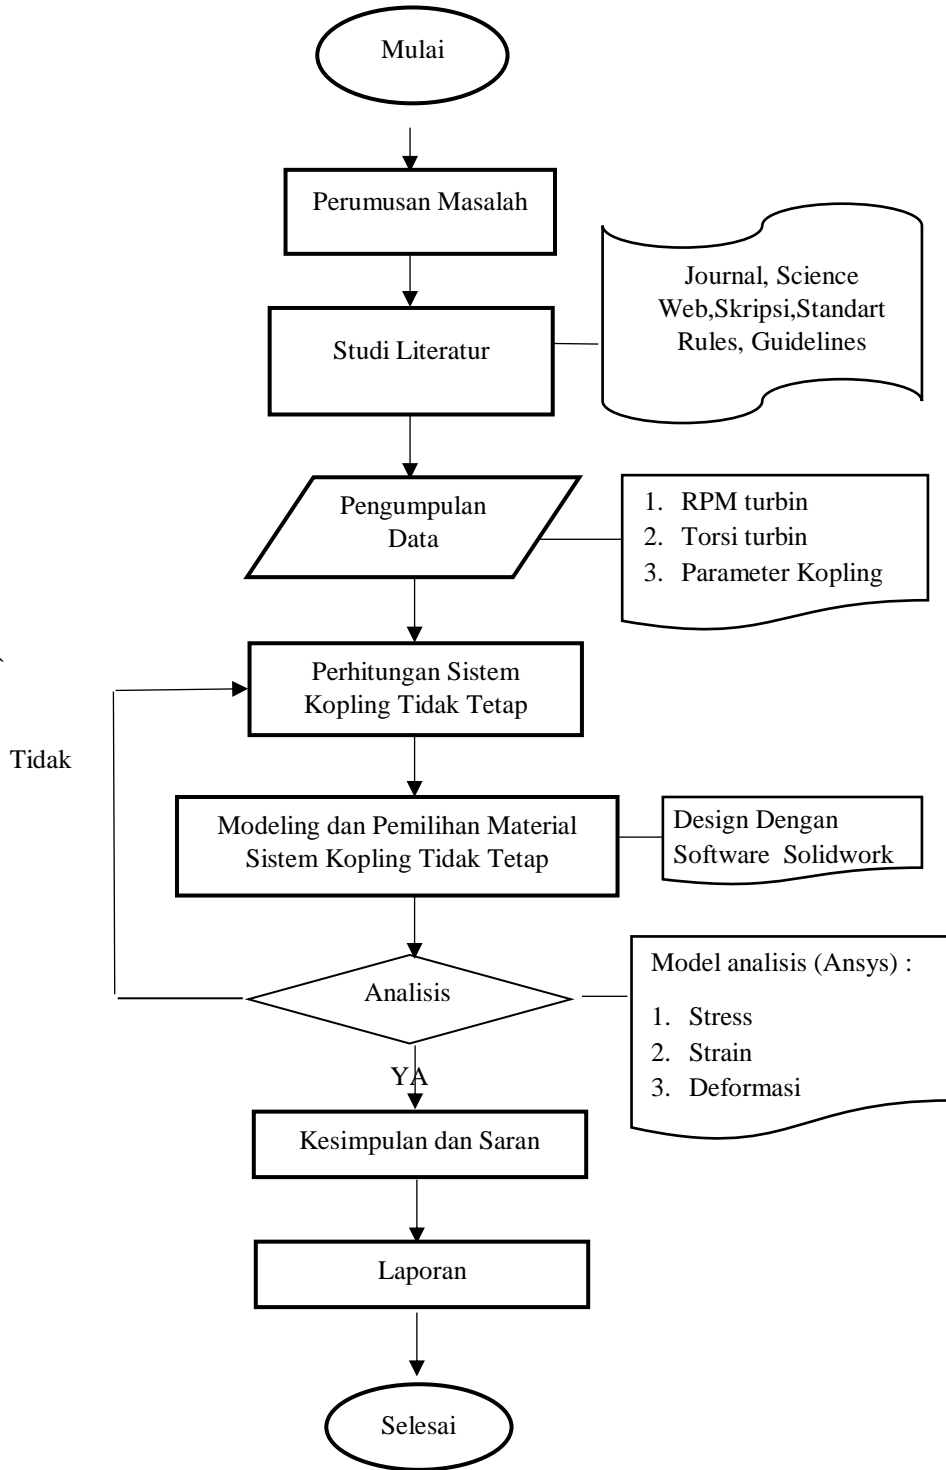 Mulai
Perumusan Masalah
Journal, Science
Web,Skripsi,Standart
Rules, Guidelines
Studi Literatur
Pengumpulan
Data
1. RPM turbin
2. Torsi turbin
3. Parameter Kopling
Perhitungan Sistem
Kopling Tidak Tetap
Tidak
Modeling dan Pemilihan Material
Sistem Kopling Tidak Tetap
Design Dengan
Software Solidwork
Analisis
Model analisis (Ansys) :
1. Stress
2. Strain
3. Deformasi
YA
Kesimpulan dan Saran
Laporan
Selesai